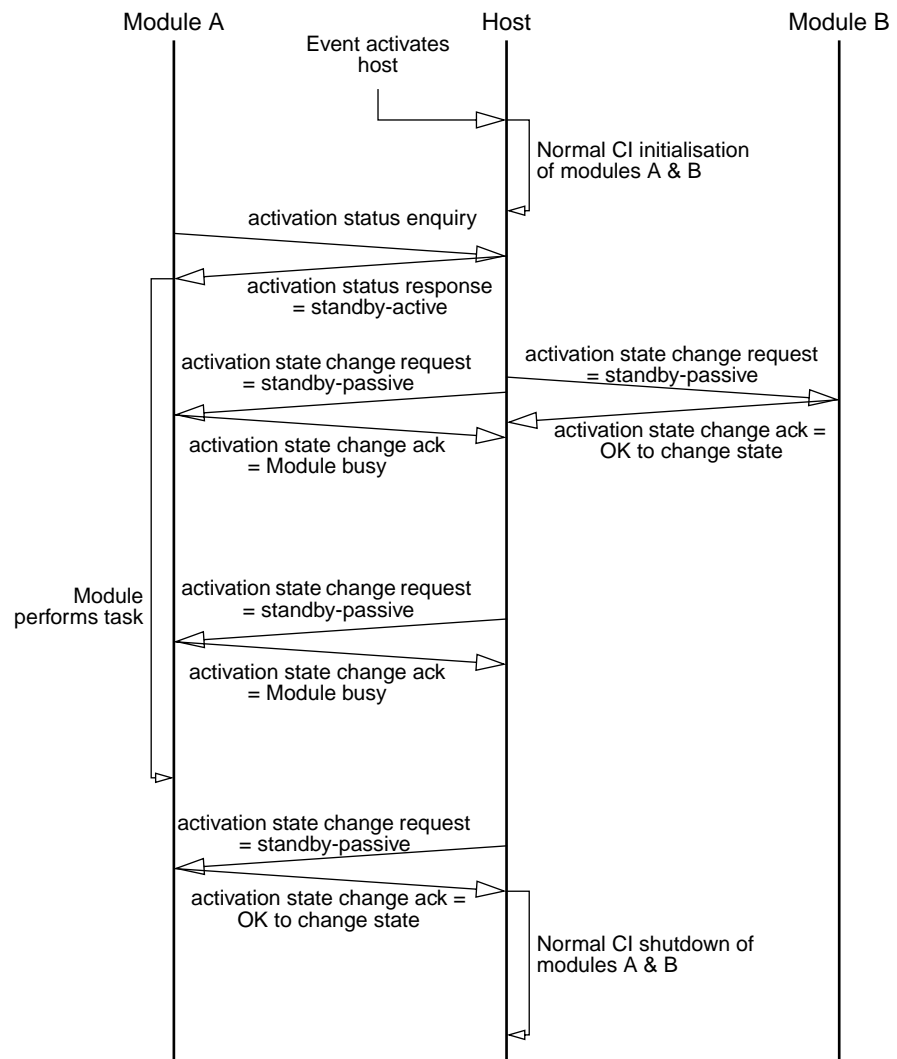 Module A
Host
Module B
Event activates
host
Normal CI initialisation
of modules A & B
activation status enquiry
activation status response
= standby-active
activation state change request
= standby-passive
activation state change request
= standby-passive
activation state change ack
= Module busy
activation state change ack =
OK to change state
Module
performs task
activation state change request
= standby-passive
activation state change ack
= Module busy
activation state change request
= standby-passive
activation state change ack =
OK to change state
Normal CI shutdown of
modules A & B